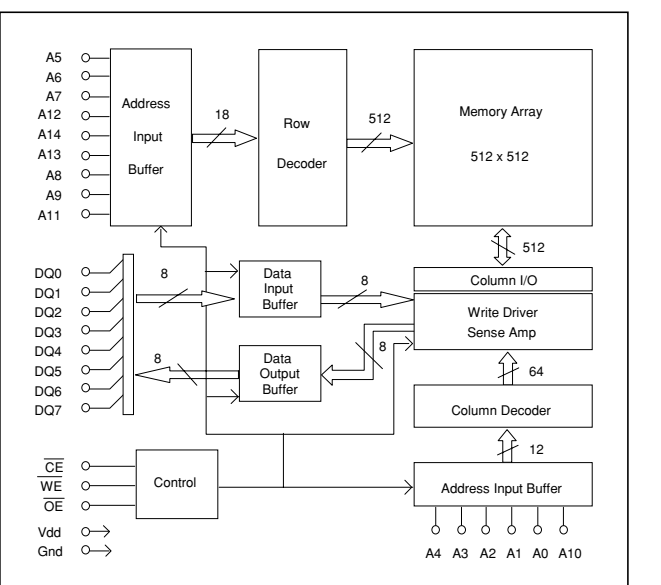 A5
A6
A7
A12
A14
A13
A8
A9
A11
Address
Input
Buffer
18
Row
Decoder
512
Memory Array
512 x 512
512
DQ0
DQ1
DQ2
DQ3
DQ4
DQ5
DQ6
DQ7
8
Data
Input
Buffer
8
Column I/O
Write Driver
Sense Amp
8
Data
Output
Buffer
8
64
Column Decoder
12
CE
WE
OE
Control
Address Input Buffer
Vdd
Gnd
A4 A3 A2 A1 A0 A10